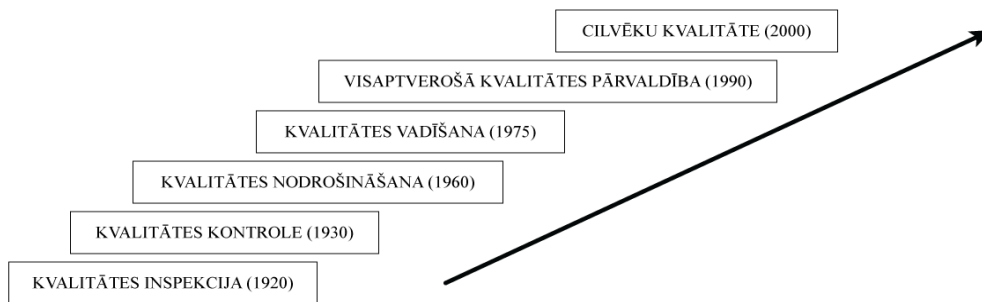 CILVĒKU KVALITĀTE (2000)
VISAPTVEROŠĀ KVALITĀTES PĀRVALDĪBA (1990)
KVALITĀTES VADĪŠANA (1975)
KVALITĀTES NODROŠINĀŠANA (1960)
KVALITĀTES KONTROLE (1930)
KVALITĀTES INSPEKCIJA (1920)